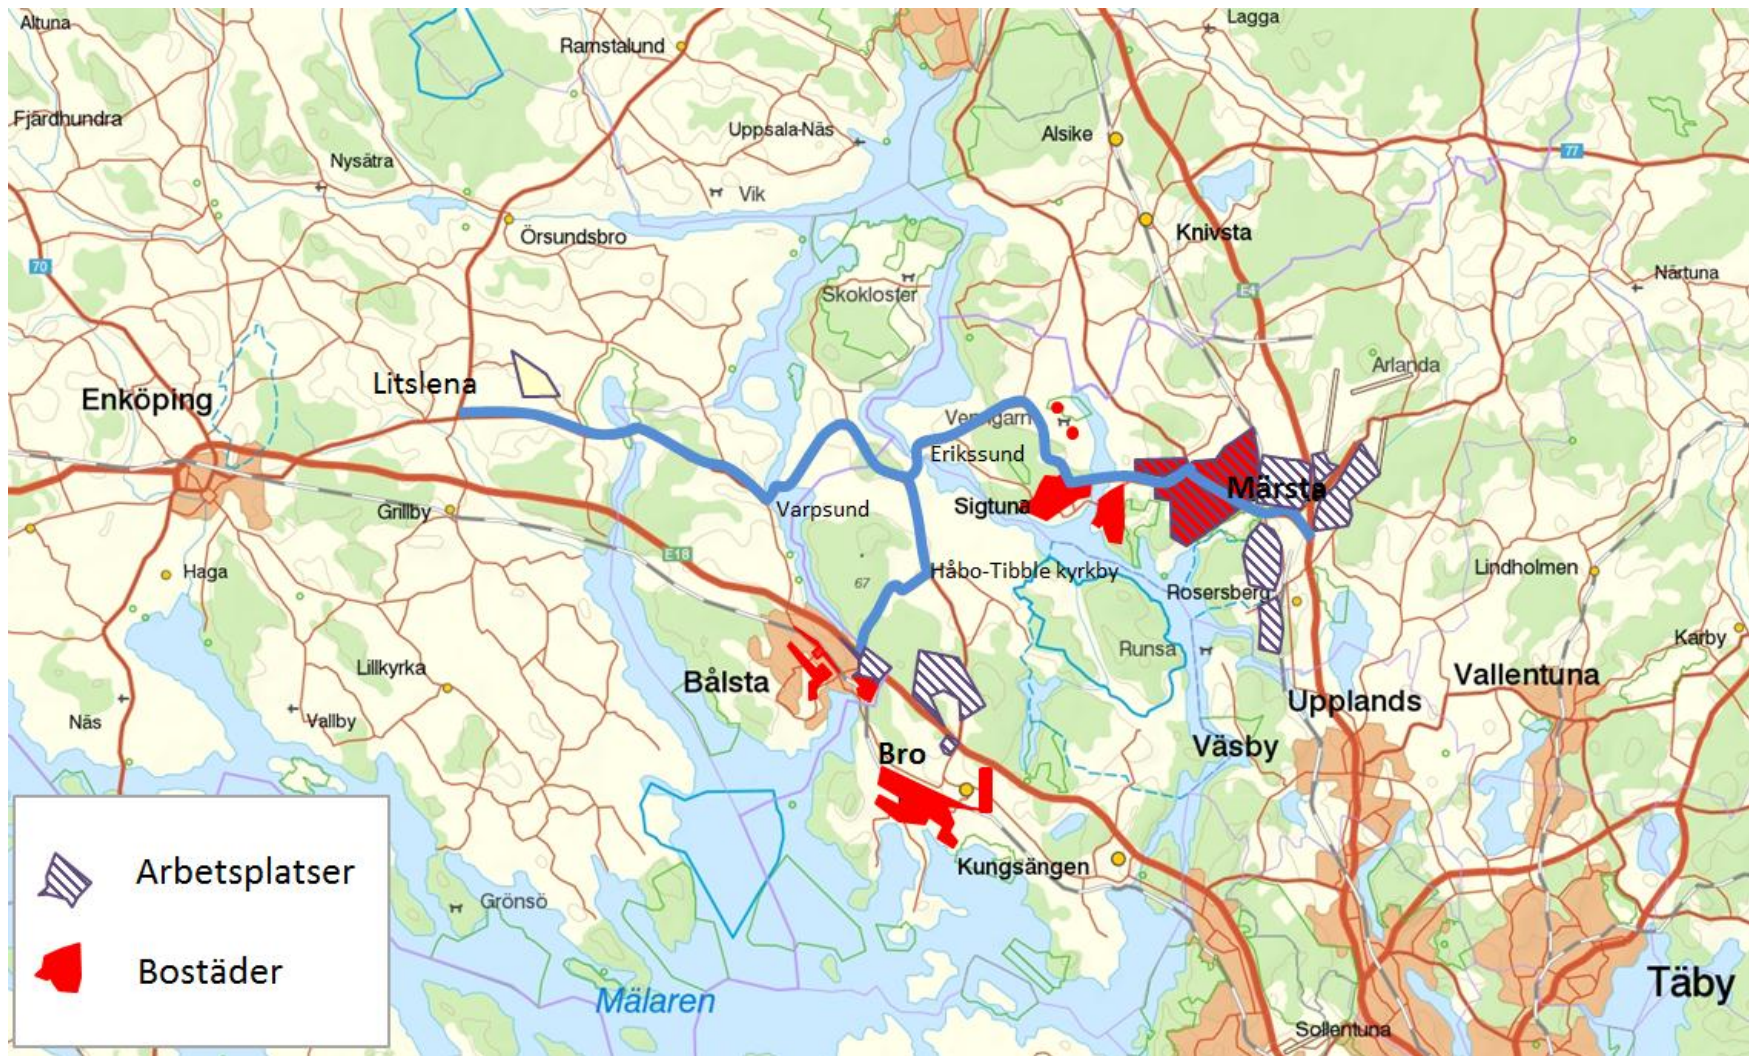 Altuna
Lagga
Ramstalund
Fjärdhundra
Uppsala-Näs
Alsike
77
Nysätra
Vik
Örsundsbro
Knivsta
70
Närtuna
Skokloster
E4
Arlanda
Litslena
Enköping
Venngarn
Erikssund
Märsta
Sigtuna
Varpsund
Grillby
E18
Håbo-Tibble kyrkby
Lindholmen
Haga
67
Rosersberg
Karby
Runsa
Lillkyrka
Bålsta
Vallentuna
Upplands
Väsby
Näs
Vallby
Bro
Kungsängen
Arbetsplatser
Grönsö
Bostäder
Mälaren
Täby
Sollentuna